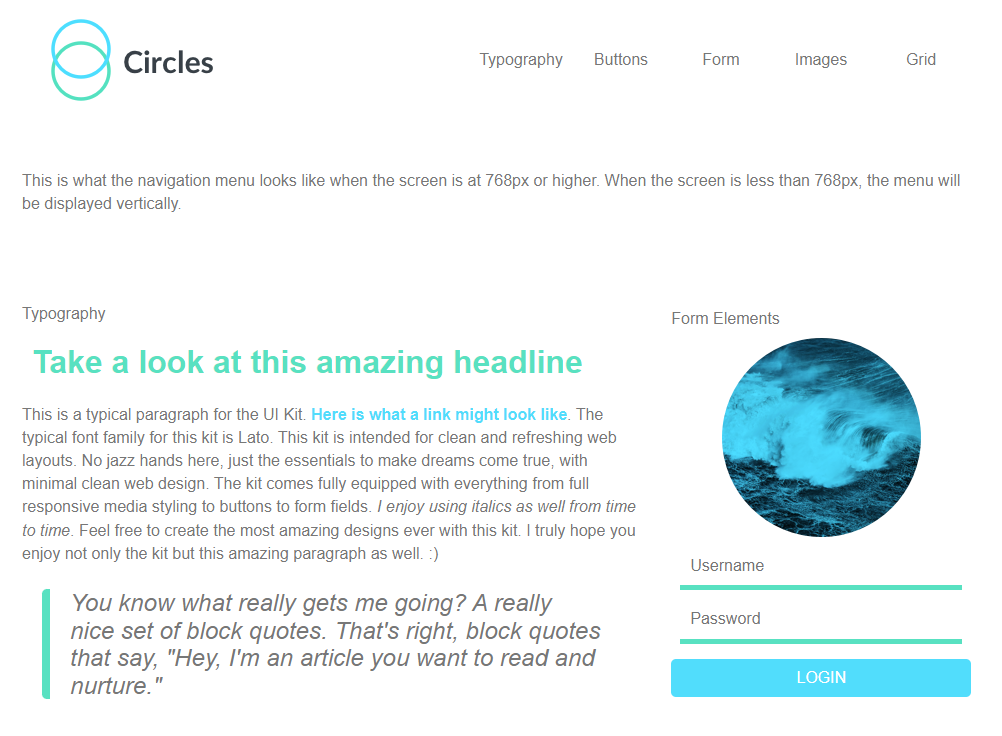 Circles
Typography Buttons Form Images Grid
This is what the navigation menu looks like when the screen is at 768px or higher. When the screen is less than 768px, the menu will
be displayed vertically.
Typography
Take a look at this amazing headline
This is a typical paragraph for the UI Kit. Here is what a link might look like. The
typical font family for this kit is Lato. This kit is intended for clean and refreshing web
layouts. No jazz hands here, just the essentials to make dreams come true, with
minimal clean web design. The kit comes fully equipped with everything from full
responsive media styling to buttons to form fields. I enjoy using italics as well from time
to time. Feel free to create the most amazing designs ever with this kit. I truly hope you
enjoy not only the kit but this amazing paragraph as well. :)
You know what really gets me going? A really
nice set of block quotes. That's right, block quotes
that say, "Hey, I'm an article you want to read and
nurture."
Form Elements
Username
Password
LOGIN